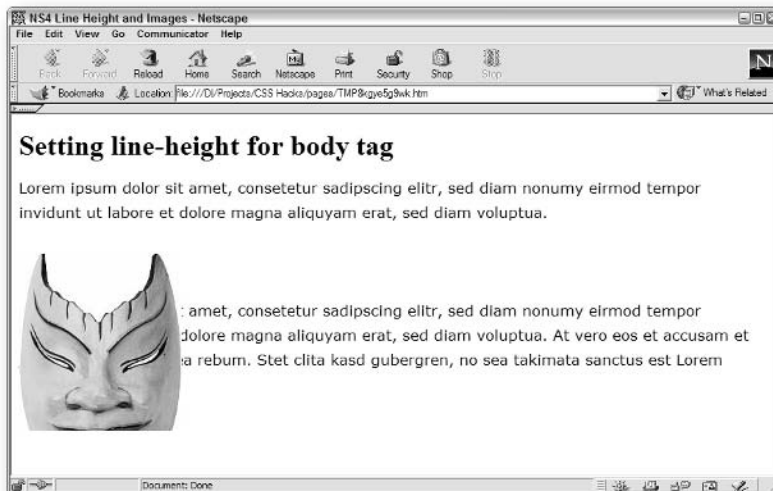 NS4 Line Height and Images - Netscape
File Edit View Go Communicator Help
Back Forward Reload Home Search Netscape Print Security Shop Stop
N
Bookmarks Location: file:///D|/Projects/CSS Hacks/pages/TMP8kgye5g9wk.htm What's Related
Setting line-height for body tag
Lorem ipsum dolor sit amet, consetetur sadipscing elitr, sed diam nonumy eirmod tempor
invidunt ut labore et dolore magna aliquyam erat, sed diam voluptua.
amet, consetetur sadipscing elitr, sed diam nonumy eirmod tempor
dolore magna aliquyam erat, sed diam voluptua. At vero eos et accusam et
a rebum. Stet clita kasd gubergren, no sea takimata sanctus est Lorem
Document: Done